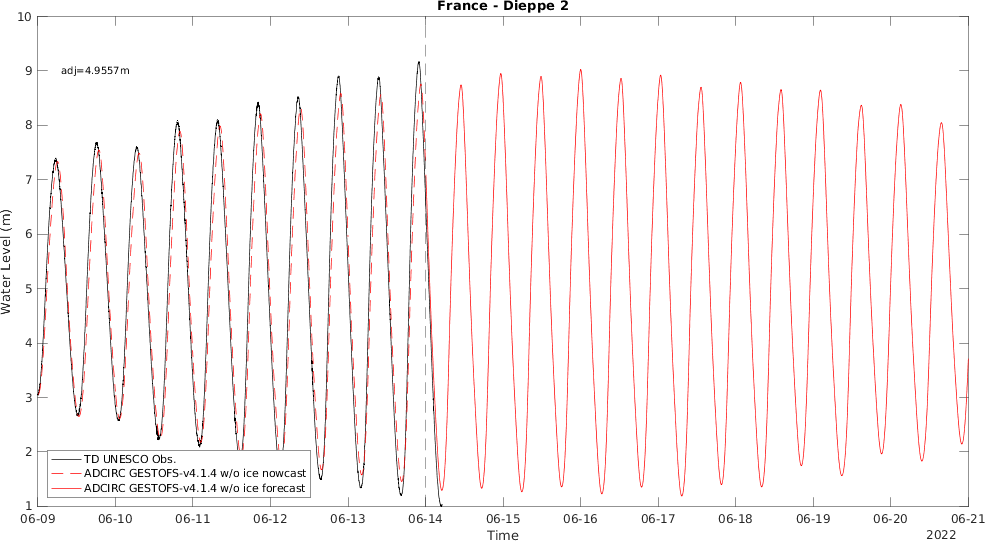 France - Dieppe 2
10
9
8
7
6
5
4
3
2
1
Water Level (m)
adj=4.9557m
TD UNESCO Obs.
ADCIRC GESTOFS-v4.1.4 w/o ice nowcast
ADCIRC GESTOFS-v4.1.4 w/o ice forecast
06-09 06-10 06-11 06-12 06-13 06-14 06-15 06-16 06-17 06-18 06-19 06-20 06-21
Time
2022